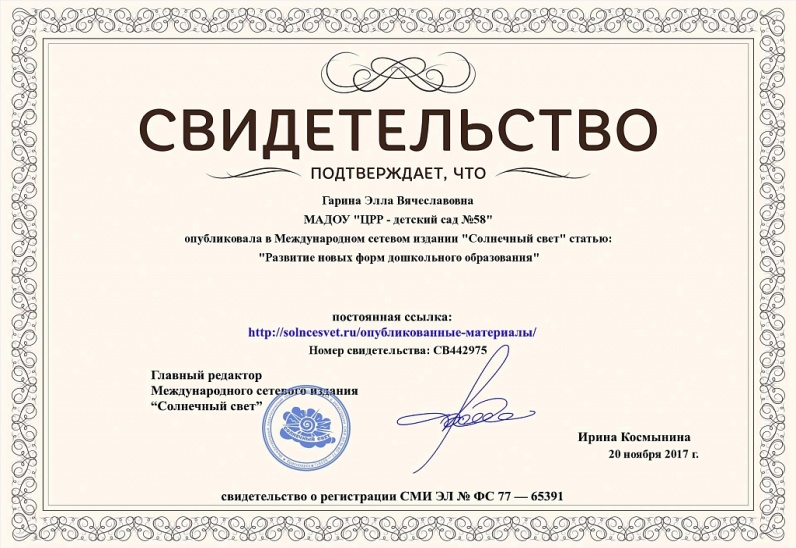 СВИДЕТЕЛЬСТВО
ПОДТВЕРЖДАЕТ, ЧТО
Гарина Элла Вячеславовна
МАДОУ "ЦРР - детский сад №58"
опубликовала в Международном сетевом издании "Солнечный свет" статью:
"Развитие новых форм дошкольного образования"
постоянная ссылка:
http://solncesvet.ru/опубликованные-материалы/
Номер свидетельства: СВ442975
Главный редактор
Международного сетевого издания
“Солнечный свет”
Ирина Космынина
20 ноября 2017 г.
свидетельство о регистрации СМИ ЭЛ № ФС 77 — 65391